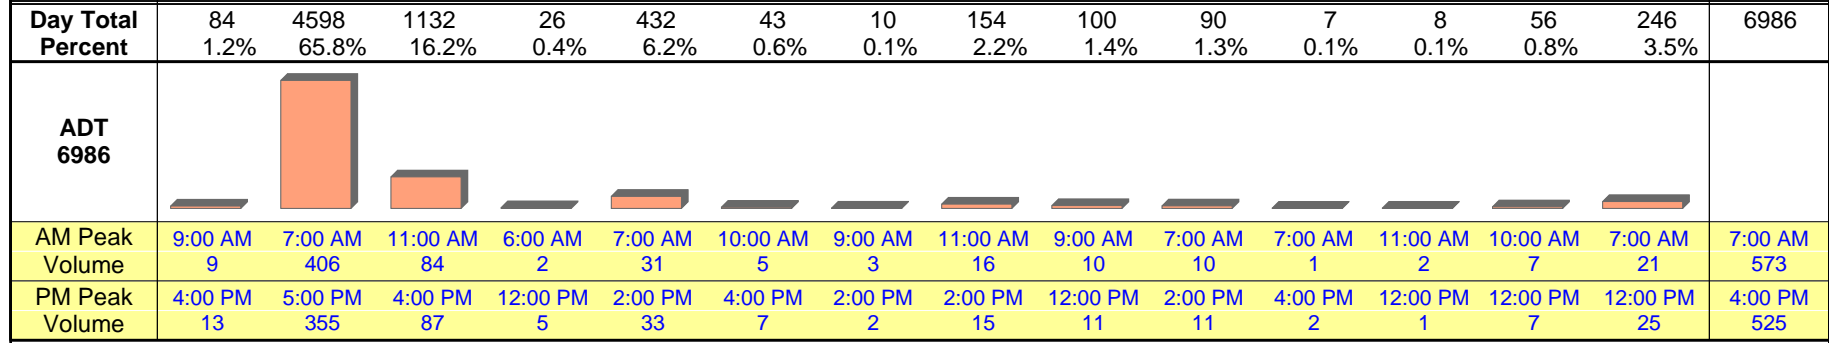 Day Total 84 4598 1132 26 432 43 10 154 100 90 7 8 56 246 6986
Percent 1.2% 65.8% 16.2% 0.4% 6.2% 0.6% 0.1% 2.2% 1.4% 1.3% 0.1% 0.1% 0.8% 3.5%
ADT
6986
AM Peak 9:00 AM 7:00 AM 11:00 AM 6:00 AM 7:00 AM 10:00 AM 9:00 AM 11:00 AM 9:00 AM 7:00 AM 7:00 AM 11:00 AM 10:00 AM 7:00 AM 7:00 AM
Volume 9 406 84 2 31 5 3 16 10 10 1 2 7 21 573
PM Peak 4:00 PM 5:00 PM 4:00 PM 12:00 PM 2:00 PM 4:00 PM 2:00 PM 2:00 PM 12:00 PM 2:00 PM 4:00 PM 12:00 PM 12:00 PM 12:00 PM 4:00 PM
Volume 13 355 87 5 33 7 2 15 11 11 2 1 7 25 525